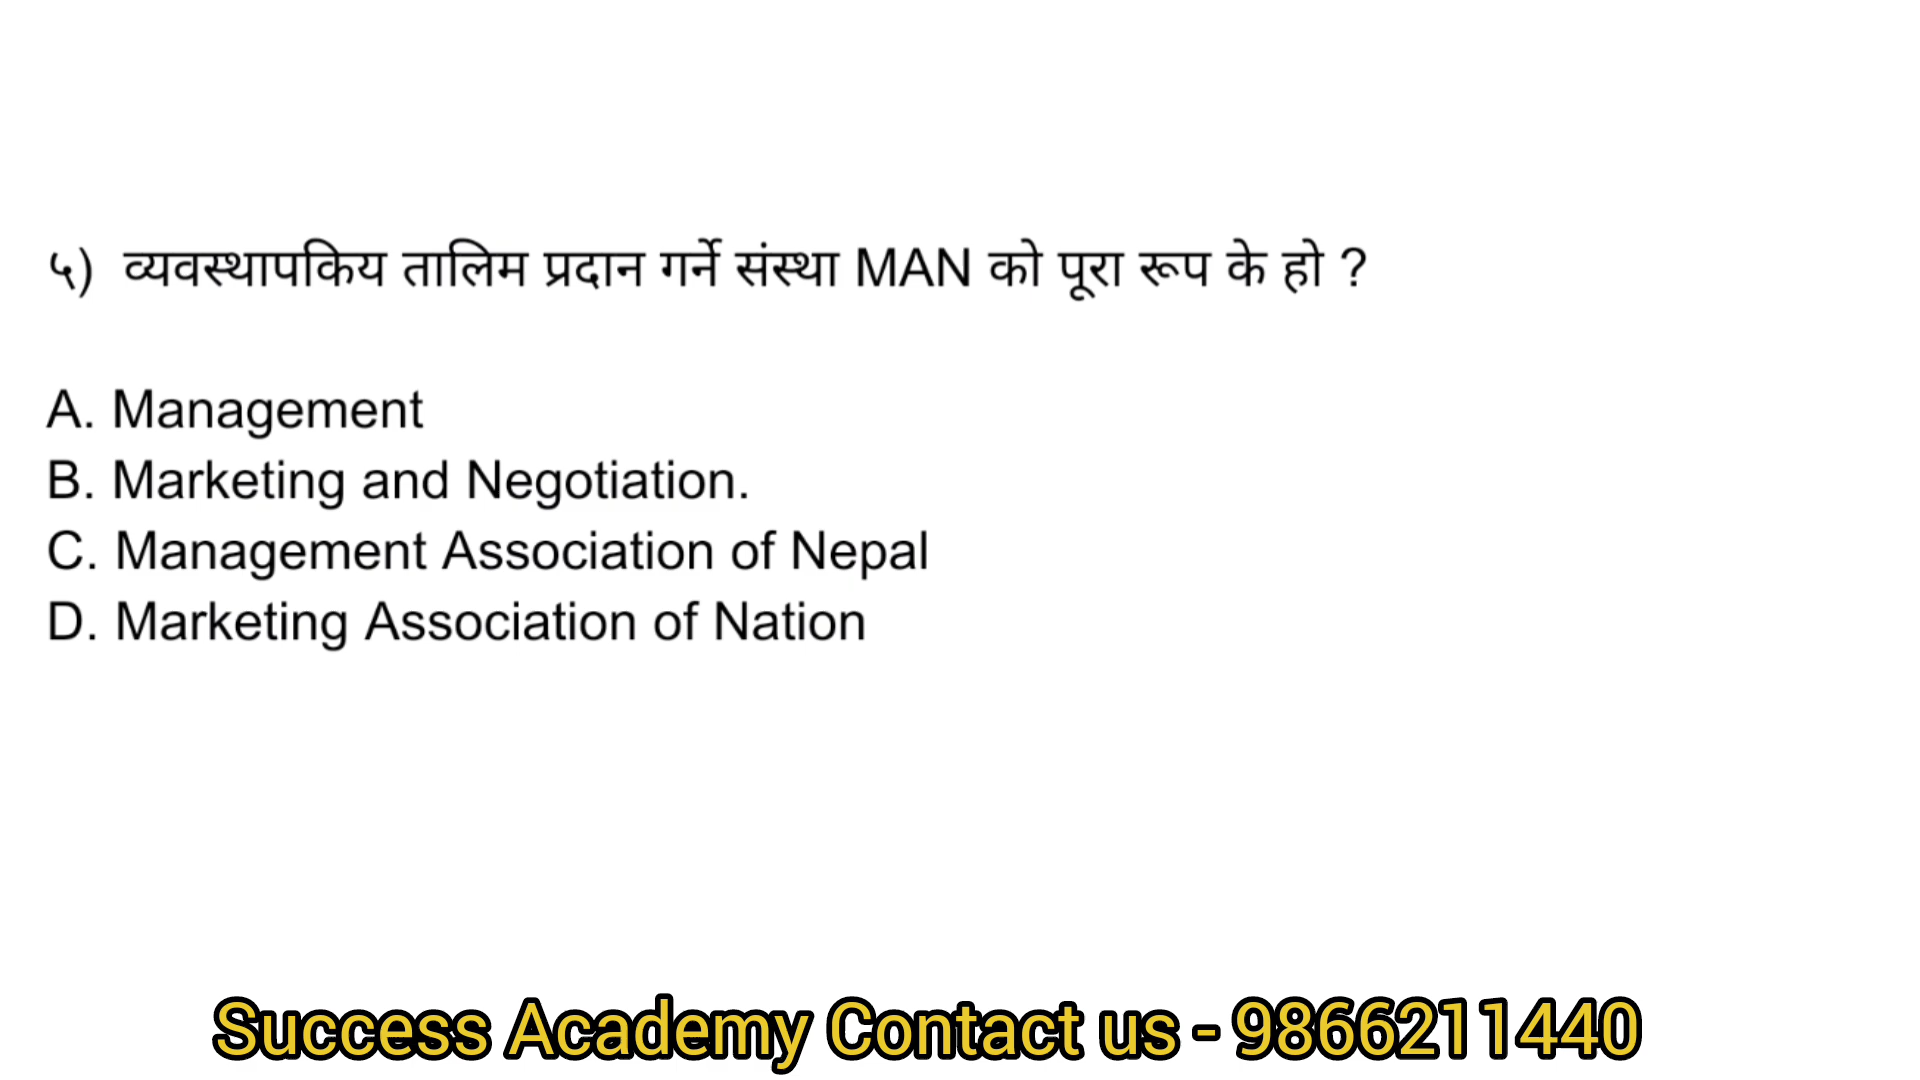 ५) व्यवस्थापकिय तालिम प्रदान गर्ने संस्था MAN को पूरा रूप के हो ?
A. Management
B. Marketing and Negotiation.
C. Management Association of Nepal
D. Marketing Association of Nation
Success Academy Contact us - 9866211440